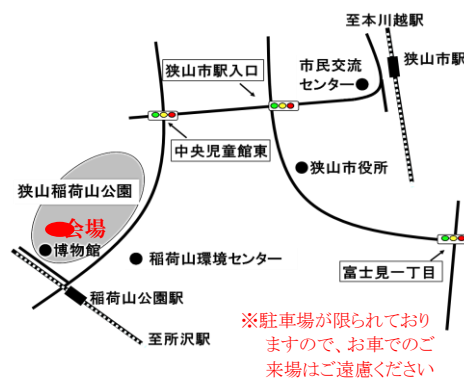 至本川越駅
狭山市駅入口
市民交流
センター
狭山市駅
中央児童館東
狭山市役所
狭山稲荷山公園
会場
博物館
稲荷山環境センター
富士見一丁目
稲荷山公園駅
至所沢駅
※駐車場が限られており
ますので、お車でのご
来場はご遠慮ください